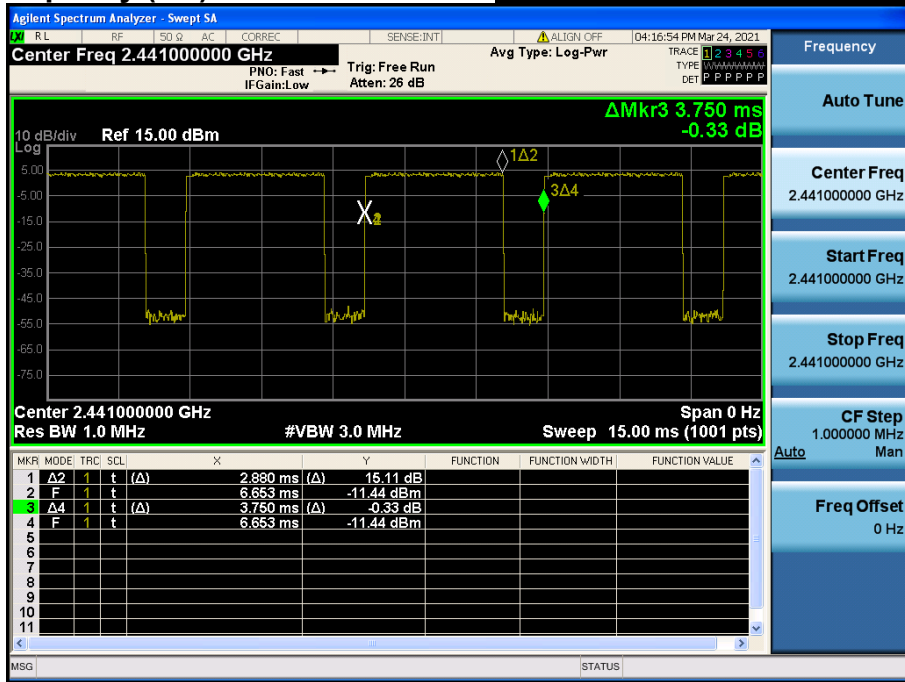 Agilent Spectrum Analyzer - Swept SA
LXI RL RF 50 Ω AC CORREC SENSE:INT ALIGN OFF 04:16:54 PM Mar 24, 2021
Center Freq 2.441000000 GHz
PNO: Fast
IFGain:Low
Trig: Free Run
Atten: 26 dB
Avg Type: Log-Pwr
TRACE 1 2 3 4 5 6
TYPE WWWWWW
DET P P P P P P
ΔMkr3 3.750 ms
-0.33 dB
10 dB/div Ref 15.00 dBm
Log
5.00
-5.00
-15.0
-25.0
-35.0
-45.0
-55.0
-65.0
-75.0
1Δ2
3Δ4
Center 2.441000000 GHz Span 0 Hz
Res BW 1.0 MHz #VBW 3.0 MHz Sweep 15.00 ms (1001 pts)
MKR MODE TRC SCL X Y FUNCTION FUNCTION WIDTH FUNCTION VALUE
1 Δ2 1 t (Δ) 2.880 ms (Δ) 15.11 dB
2 F 1 t 6.653 ms -11.44 dBm
3 Δ4 1 t (Δ) 3.750 ms (Δ) -0.33 dB
4 F 1 t 6.653 ms -11.44 dBm
5
6
7
8
9
10
11
MSG STATUS
Frequency
Auto Tune
Center Freq
2.441000000 GHz
Start Freq
2.441000000 GHz
Stop Freq
2.441000000 GHz
CF Step
1.000000 MHz
Auto Man
Freq Offset
0 Hz